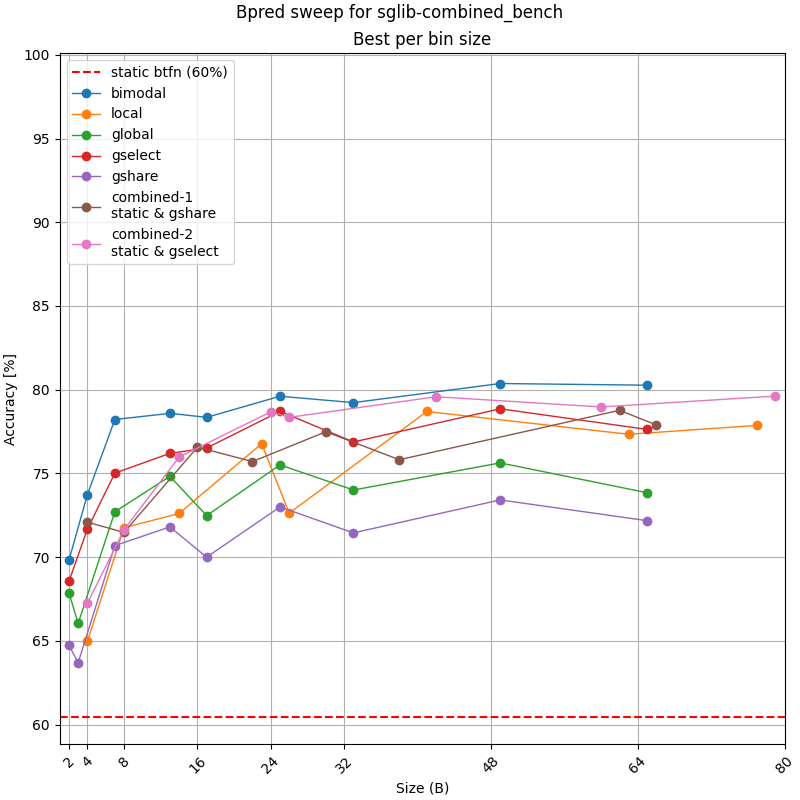 Bpred sweep for sglib-combined_bench
Best per bin size
static btfn (60%)
bimodal
local
global
gselect
gshare
combined-1
static & gshare
combined-2
static & gselect
Accuracy [%]
100
95
90
85
80
75
70
65
60
2 4 8 16 24 32 48 64 80
Size (B)